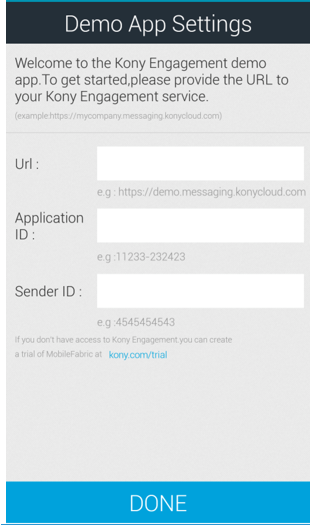 Demo App Settings
Welcome to the Kony Engagement demo
app.To get started,please provide the URL to
your Kony Engagement service.
(example:https://mycompany.messaging.konycloud.com)
Url :
e.g : https://demo.messaging.konycloud.com
Application
ID :
e.g :11233-232423
Sender ID :
e.g :4545454543
If you don't have access to Kony Engagement,you can create
a trial of MobileFabric at kony.com/trial
DONE